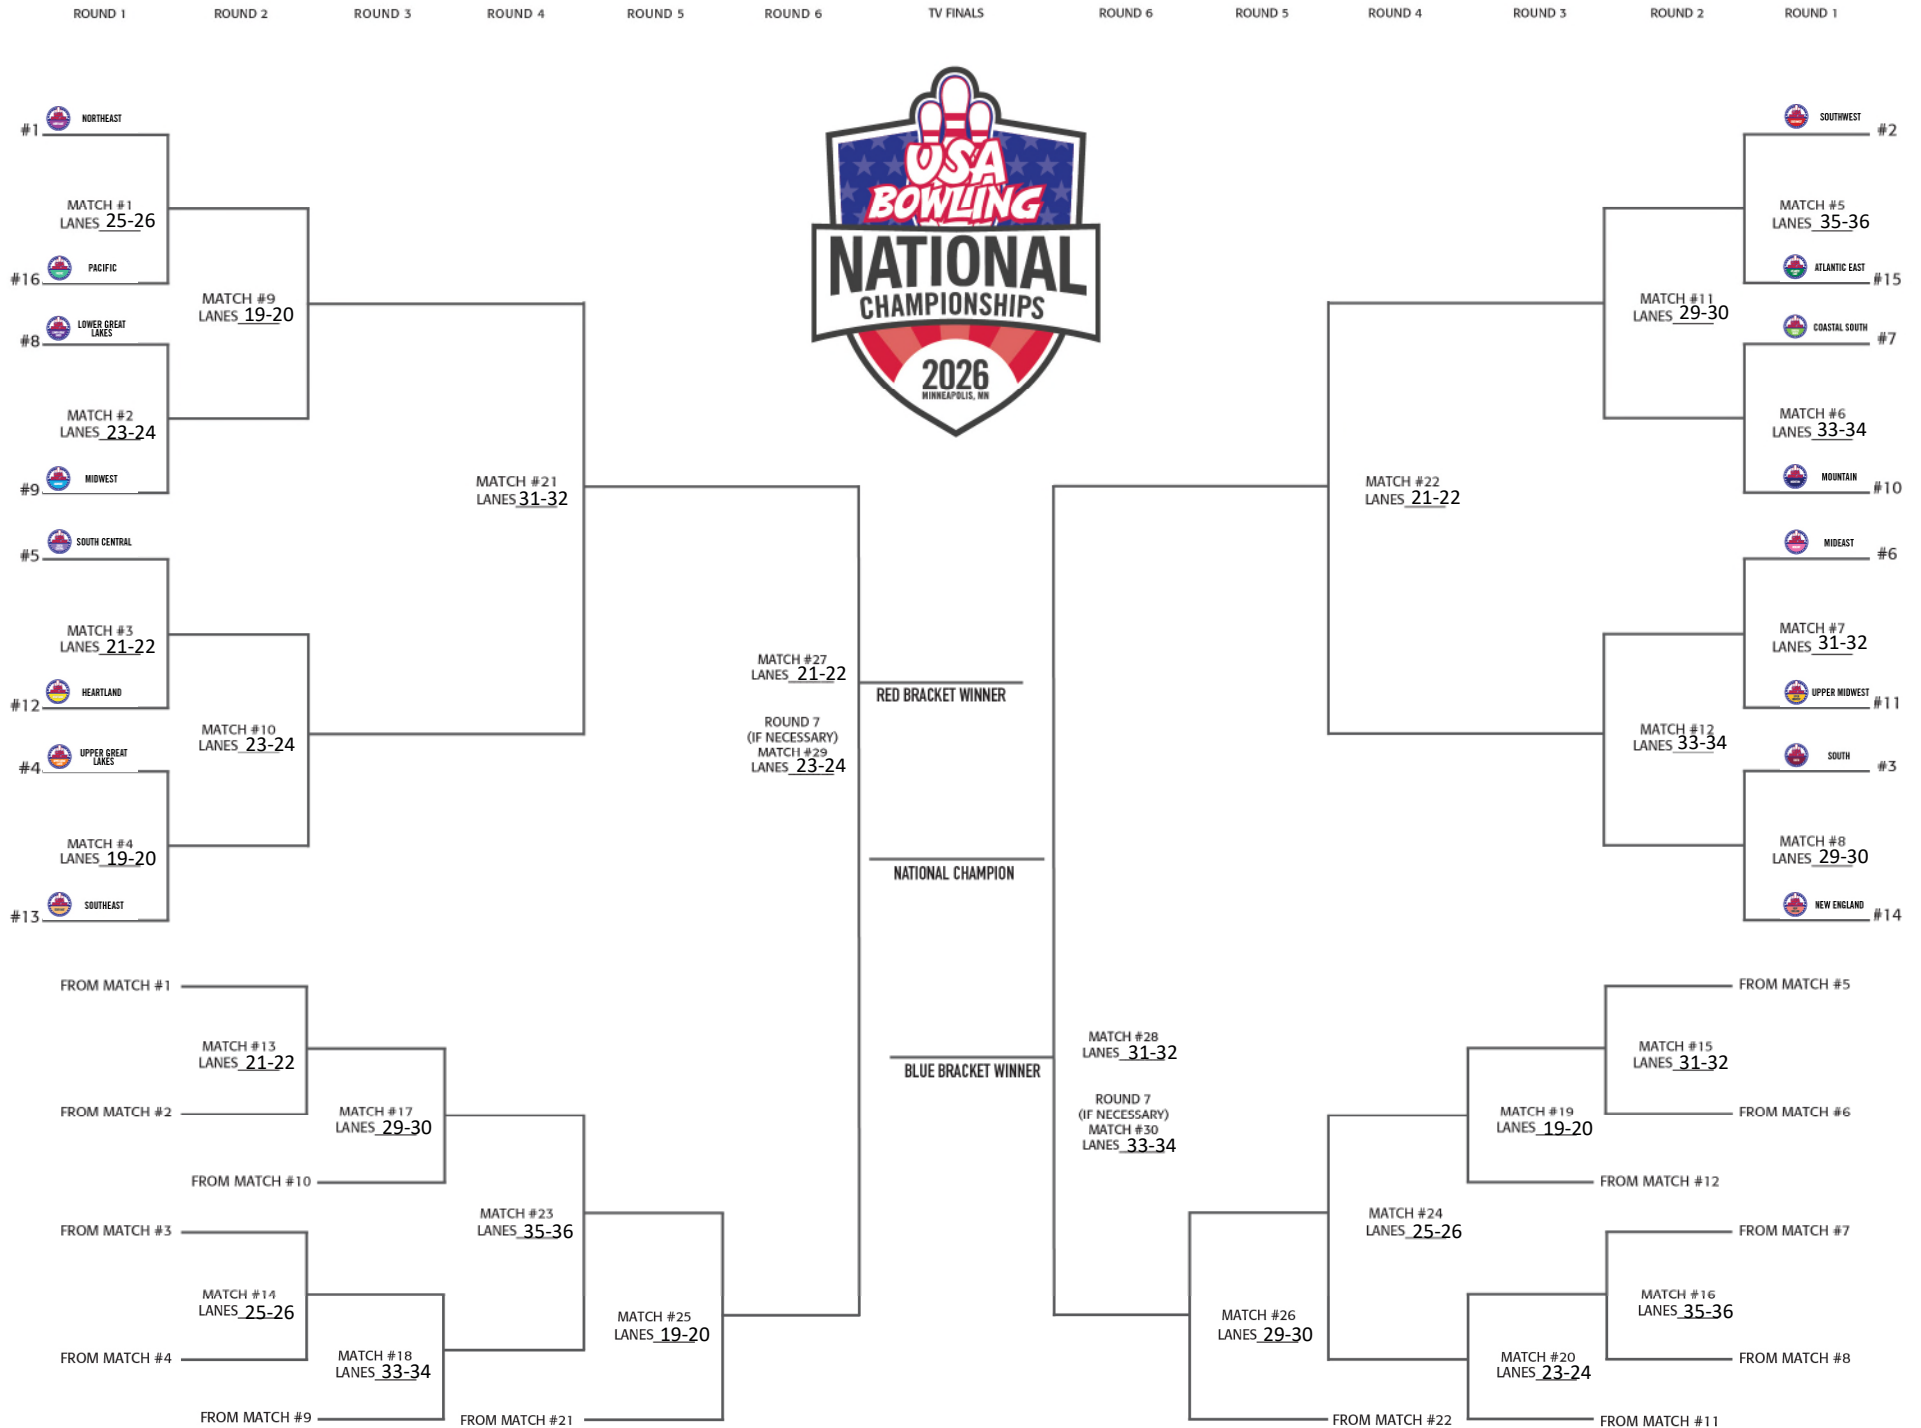 ROUND 1
ROUND 2
ROUND 3
ROUND 4
ROUND 5
ROUND 6
TV FINALS
ROUND 6
ROUND 5
ROUND 4
ROUND 3
ROUND 2
ROUND 1
#1
NORTHEAST
MATCH #1
LANES 25-26
#16
PACIFIC
#8
LOWER GREAT
LAKES
MATCH #2
LANES 23-24
#9
MIDWEST
#5
SOUTH CENTRAL
MATCH #3
LANES 21-22
#12
HEARTLAND
#4
UPPER GREAT
LAKES
MATCH #4
LANES 19-20
#13
SOUTHEAST
MATCH #9
LANES 19-20
MATCH #10
LANES 23-24
MATCH #21
LANES 31-32
MATCH #27
LANES 21-22
ROUND 7
(IF NECESSARY)
MATCH #29
LANES 23-24
USA
BOWLING
NATIONAL
CHAMPIONSHIPS
2026
MINNEAPOLIS, MN
RED BRACKET WINNER
NATIONAL CHAMPION
BLUE BRACKET WINNER
SOUTHWEST
#2
MATCH #5
LANES 35-36
ATLANTIC EAST
#15
COASTAL SOUTH
#7
MATCH #6
LANES 33-34
MOUNTAIN
#10
MIDEAST
#6
MATCH #7
LANES 31-32
UPPER MIDWEST
#11
SOUTH
#3
MATCH #8
LANES 29-30
NEW ENGLAND
#14
MATCH #11
LANES 29-30
MATCH #12
LANES 33-34
MATCH #22
LANES 21-22
FROM MATCH #1
MATCH #13
LANES 21-22
FROM MATCH #2
MATCH #17
LANES 29-30
FROM MATCH #10
FROM MATCH #3
MATCH #14
LANES 25-26
FROM MATCH #4
MATCH #18
LANES 33-34
FROM MATCH #9
MATCH #23
LANES 35-36
MATCH #25
LANES 19-20
FROM MATCH #21
MATCH #28
LANES 31-32
ROUND 7
(IF NECESSARY)
MATCH #30
LANES 33-34
FROM MATCH #5
MATCH #15
LANES 31-32
FROM MATCH #6
MATCH #19
LANES 19-20
FROM MATCH #12
MATCH #24
LANES 25-26
FROM MATCH #7
MATCH #16
LANES 35-36
FROM MATCH #8
MATCH #26
LANES 29-30
MATCH #20
LANES 23-24
FROM MATCH #22
FROM MATCH #11